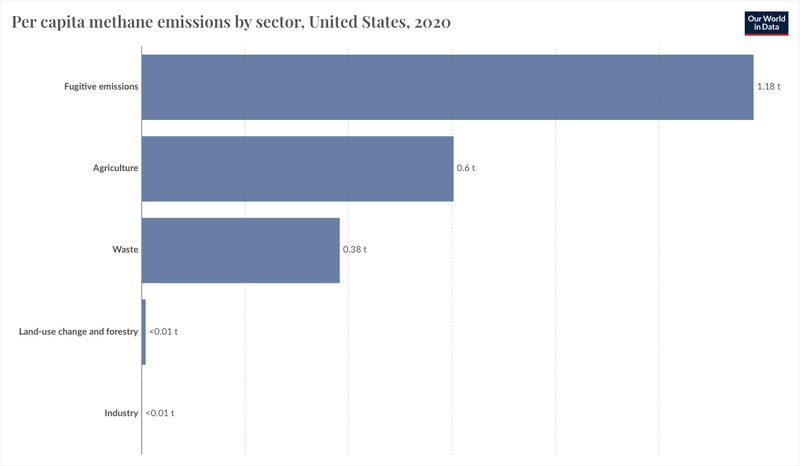 Per capita methane emissions by sector, United States, 2020
Our World
in Data
Fugitive emissions
1.18 t
Agriculture
0.6 t
Waste
0.38 t
Land-use change and forestry
<0.01 t
Industry
<0.01 t